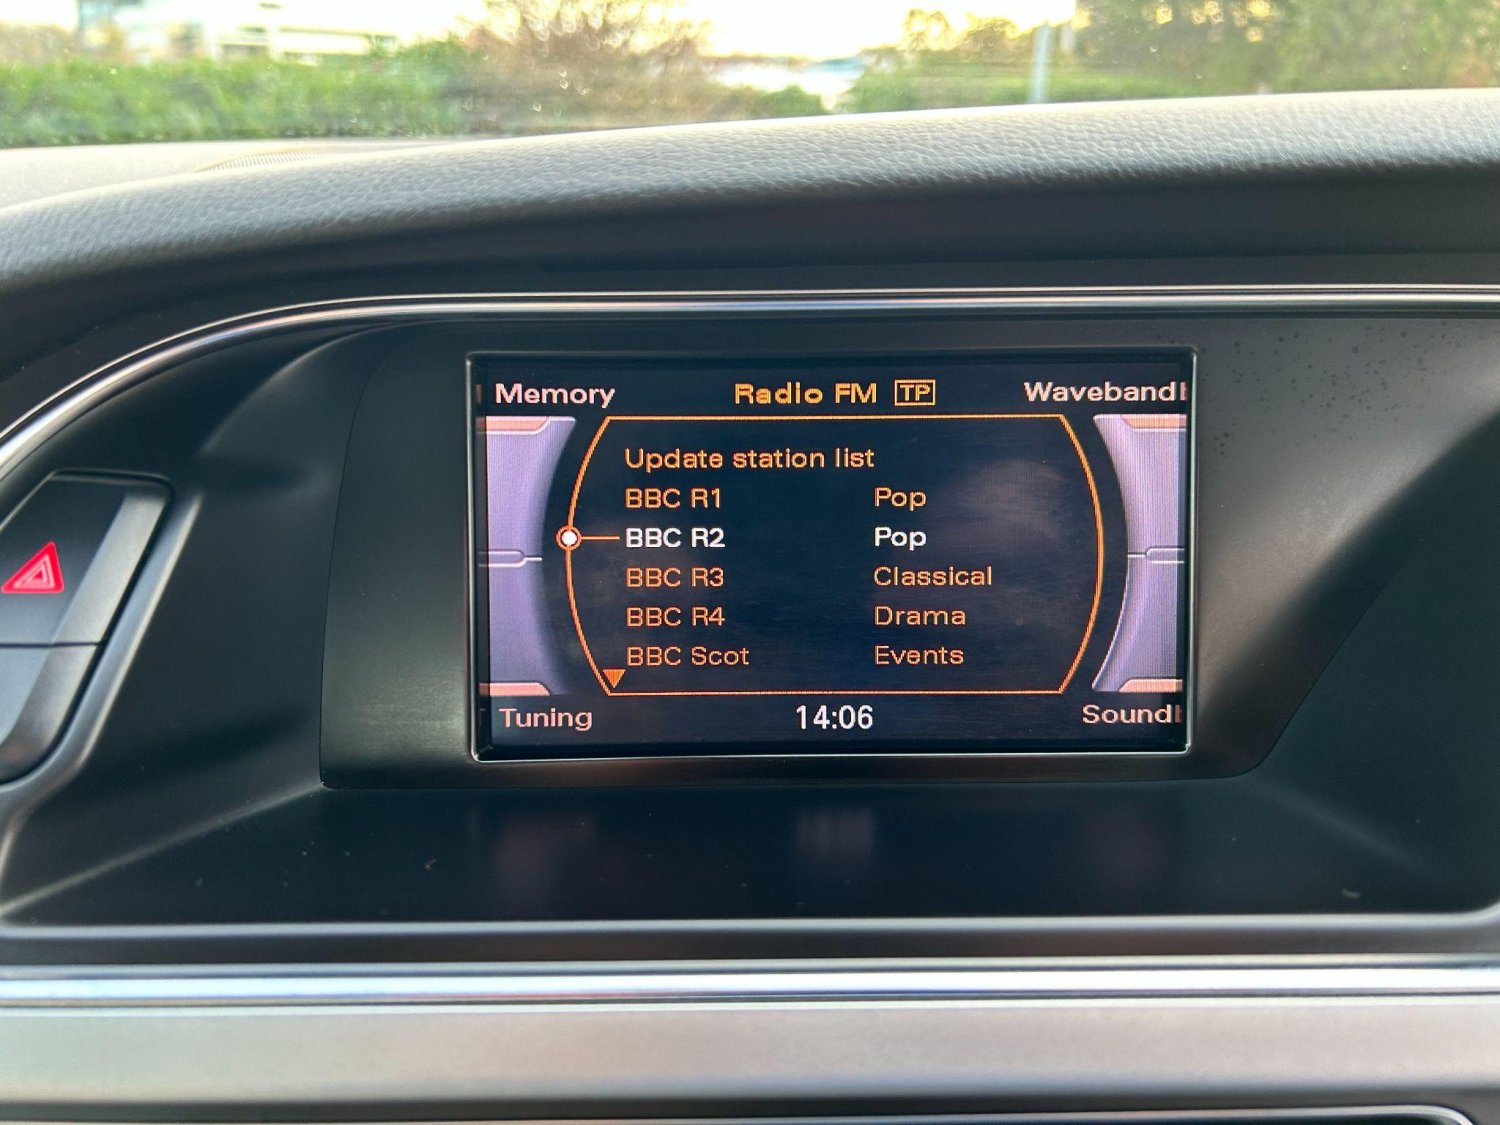 Memory Radio FM TP Waveband
Update station list
BBC R1 Pop
BBC R2 Pop
BBC R3 Classical
BBC R4 Drama
BBC Scot Events
Tuning 14:06 Sound